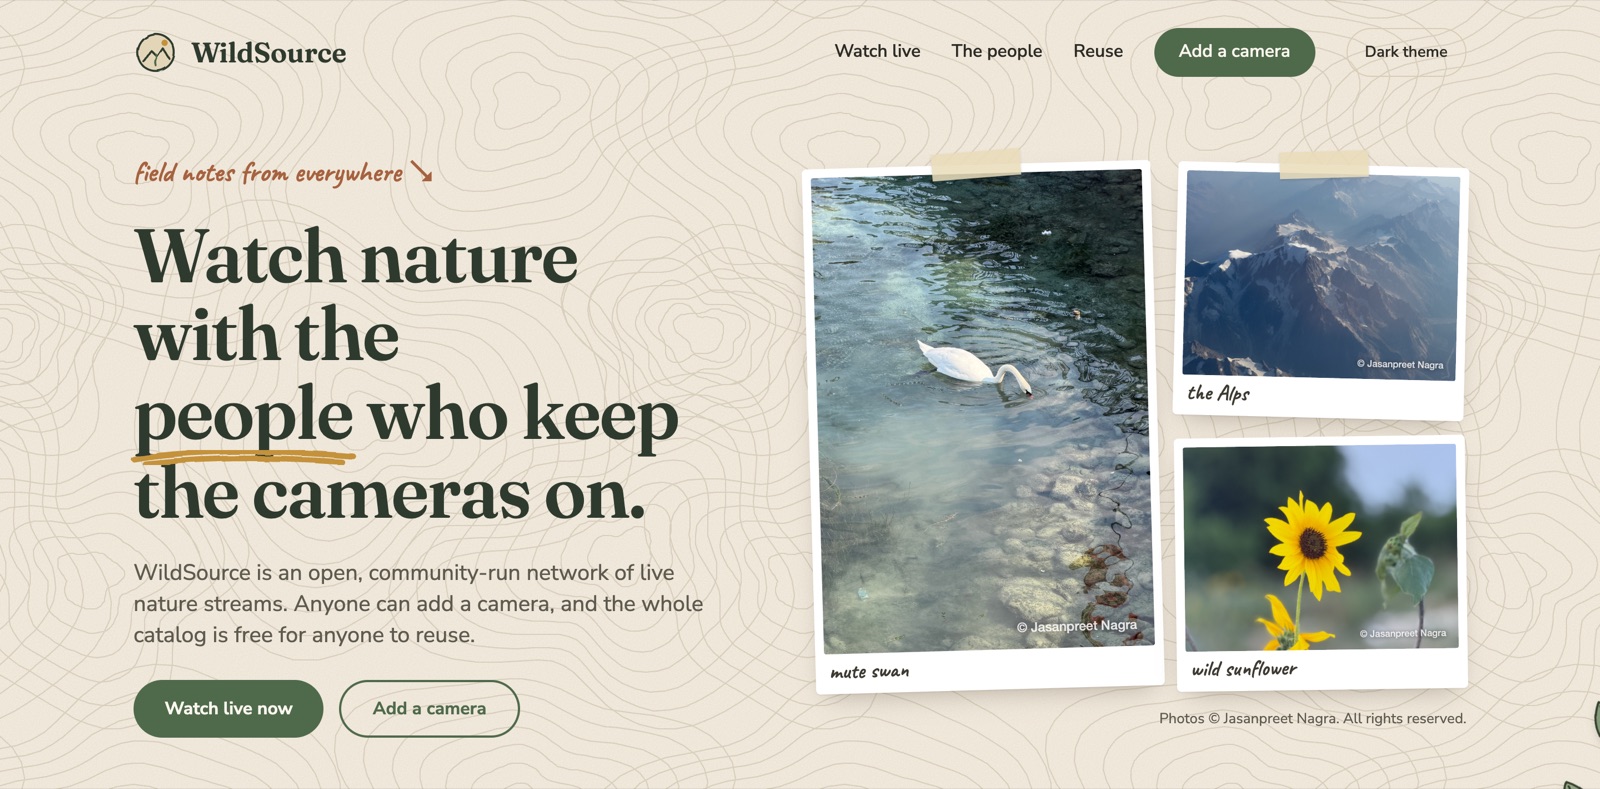 WildSource
Watch live
The people
Reuse
Add a camera
Dark theme
field notes from everywhere
Watch nature
with the
people who keep
the cameras on.
WildSource is an open, community-run network of live
nature streams. Anyone can add a camera, and the whole
catalog is free for anyone to reuse.
Watch live now
Add a camera
© Jasanpreet Nagra
mute swan
© Jasanpreet Nagra
the Alps
© Jasanpreet Nagra
wild sunflower
Photos © Jasanpreet Nagra. All rights reserved.